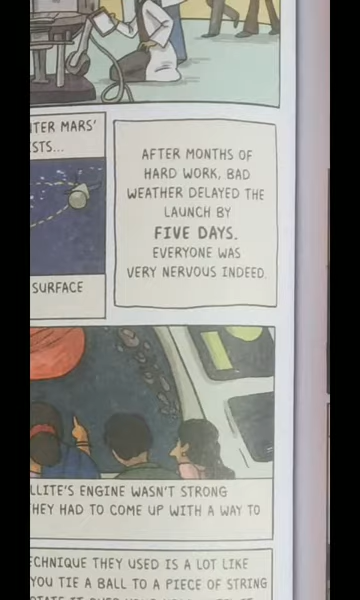 NTER MARS'
STS...
AFTER MONTHS OF
HARD WORK, BAD
WEATHER DELAYED THE
LAUNCH BY
FIVE DAYS.
EVERYONE WAS
VERY NERVOUS INDEED.
SURFACE
LLITE'S ENGINE WASN'T STRONG
HEY HAD TO COME UP WITH A WAY TO
ECHNIQUE THEY USED IS A LOT LIKE
YOU TIE A BALL TO A PIECE OF STRING